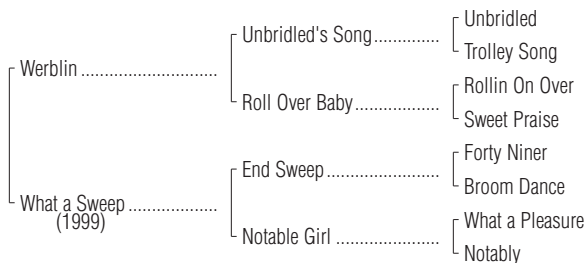 Unbridled
Unbridled's Song..............
Trolley Song
Werblin ............................
Rollin On Over
Roll Over Baby .................
Sweet Praise
Forty Niner
End Sweep ......................
Broom Dance
What a Sweep ..................
(1999)
What a Pleasure
Notable Girl .....................
Notably